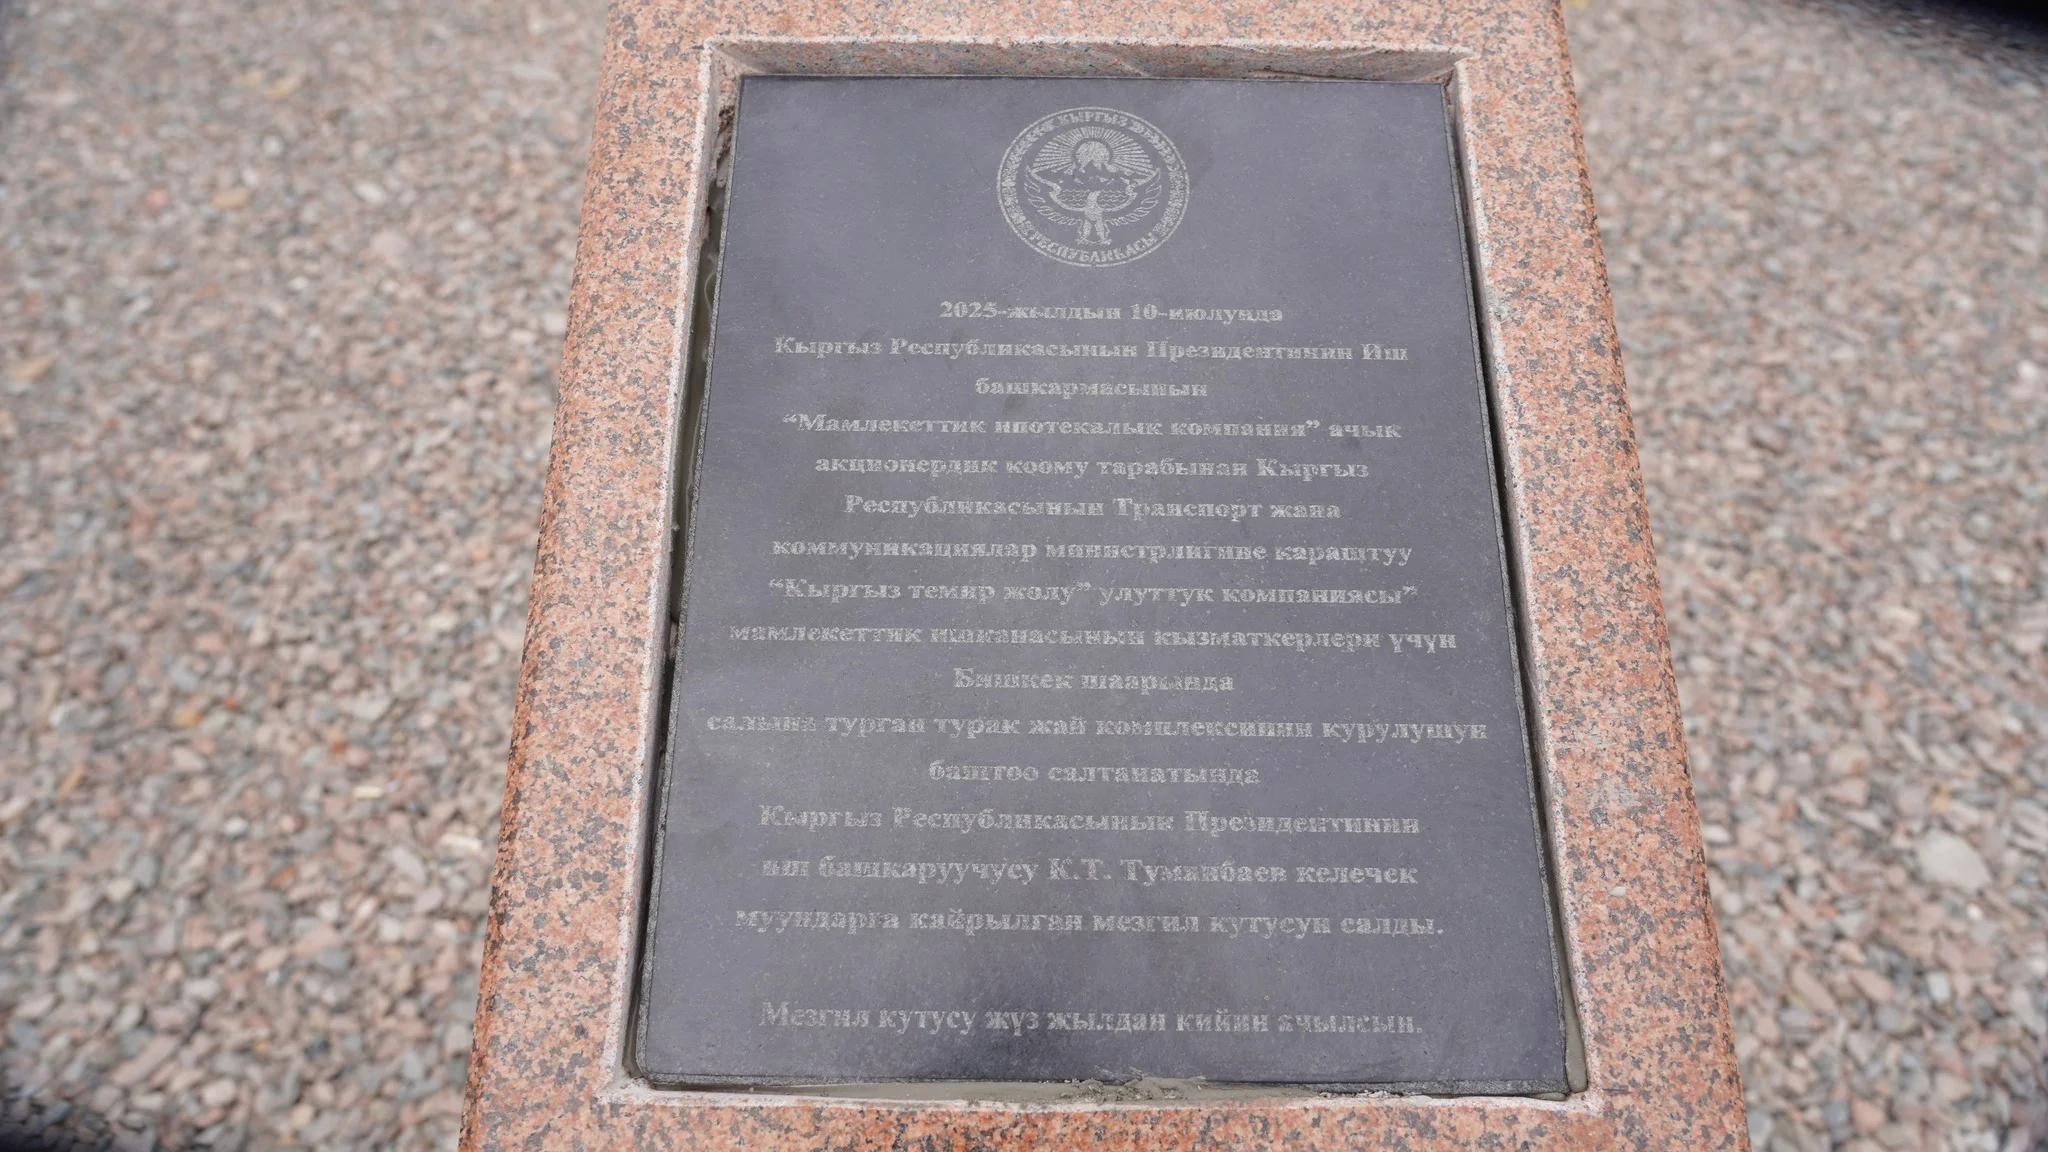 КЫРГЫЗ
РЕСПУБЛИКАСЫ
2025-жылдын 10-июлунда
Кыргыз Республикасынын Президентинин Иш
башкармасынын
“Мамлекеттик ипотекалык компания” ачык
акционердик коому тарабынан Кыргыз
Республикасынын Транспорт жана
коммуникациялар министрлигине караштуу
“Кыргыз темир жолу” улуттук компаниясы”
мамлекеттик ишканасынын кызматкерлери үчүн
Бишкек шаарында
салына турган турак жай комплексинин курулушун
баштоо салтанатында
Кыргыз Республикасынын Президентинин
иш башкаруучусу К.Т. Туманбаев келечек
муундарга кайрылган мезгил кутусун салды.
Мезгил кутусу жүз жылдан кийин ачылсын.